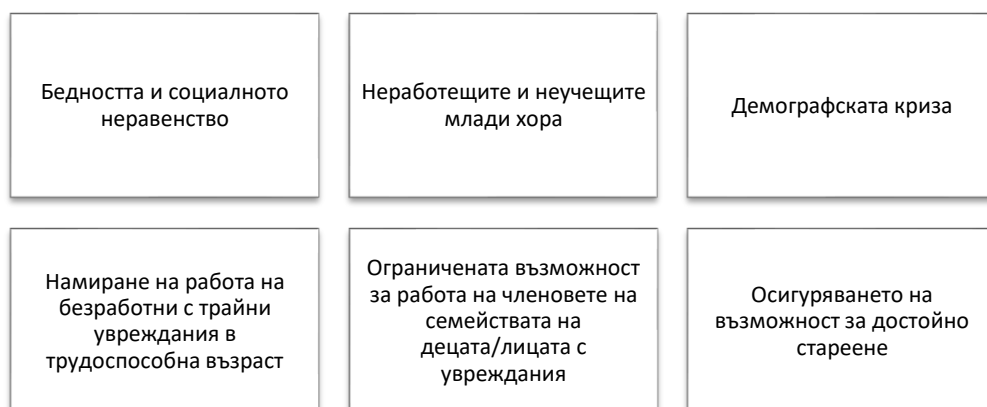 Бедността и социалното
неравенство
Неработещите и неучещите
млади хора
Демографската криза
Намиране на работа на
безработни с трайни
увреждания в
трудоспособна възраст
Ограничената възможност
за работа на членовете на
семействата на
децата/лицата с
увреждания
Осигуряването на
възможност за достойно
стареене